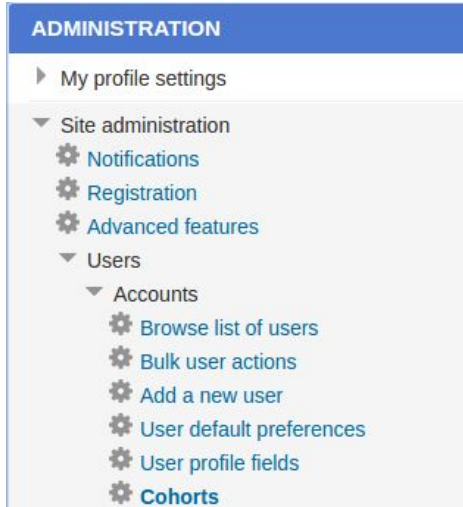 ADMINISTRATION
My profile settings
Site administration
Notifications
Registration
Advanced features
Users
Accounts
Browse list of users
Bulk user actions
Add a new user
User default preferences
User profile fields
Cohorts